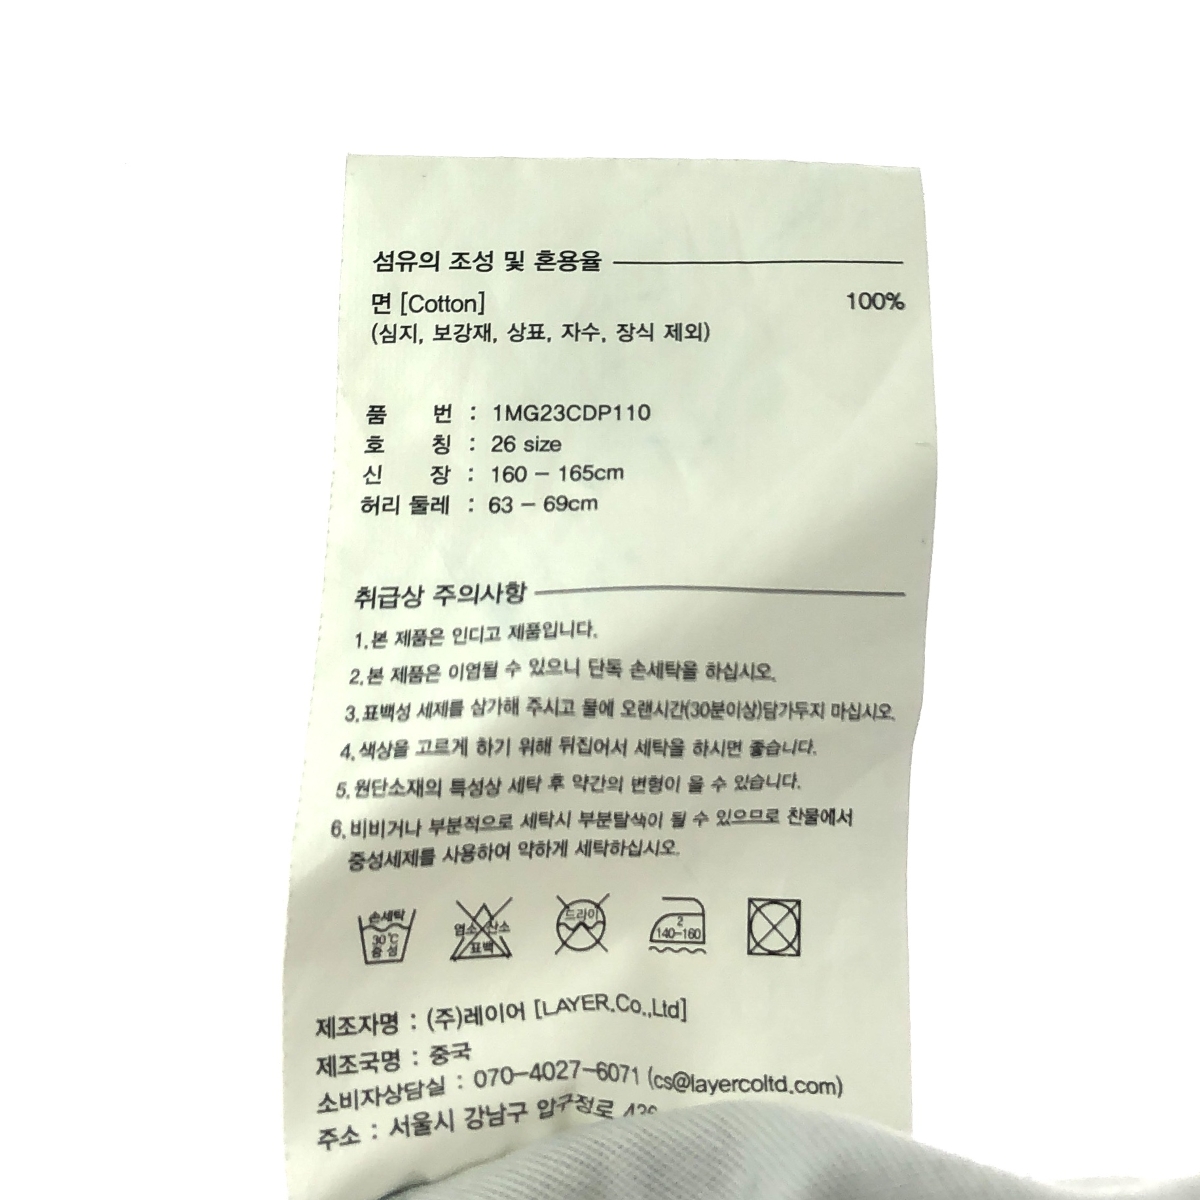 섬유의 조성 및 혼용율
면 [Cotton] 100%
(심지, 보강재, 상표, 자수, 장식 제외)
품 번 : 1MG23CDP110
호 칭 : 26 size
신 장 : 160 - 165cm
허리 둘레 : 63 - 69cm
취급상 주의사항
1. 본 제품은 인디고 제품입니다.
2. 본 제품은 이염될 수 있으니 단독 손세탁을 하십시오.
3. 표백성 세제를 삼가해 주시고 물에 오랜시간(30분이상)담가두지 마십시오.
4. 색상을 고르게 하기 위해 뒤집어서 세탁을 하시면 좋습니다.
5. 원단소재의 특성상 세탁 후 약간의 변형이 올 수 있습니다.
6. 비비거나 부분적으로 세탁시 부분탈색이 될 수 있으므로 찬물에서
중성세제를 사용하여 약하게 세탁하십시오.
손세탁 30℃ 중성
염소 산소 표백
드라이
2 140-160
제조자명 : (주)레이어 [LAYER.Co.,Ltd]
제조국명 : 중국
소비자상담실 : 070-4027-6071 (cs@layercoltd.com)
주소 : 서울시 강남구 압구정로